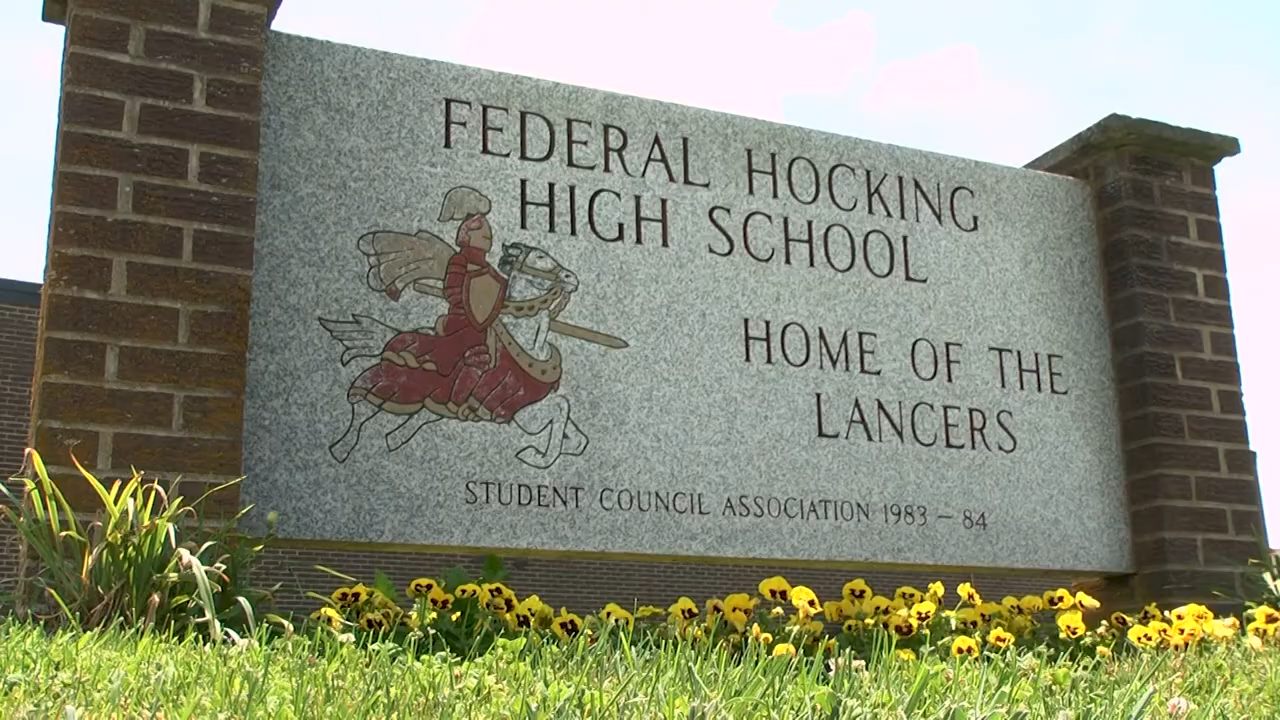 FEDERAL HOCKING
HIGH SCHOOL
HOME OF THE
LANCERS
STUDENT COUNCIL ASSOCIATION 1983 - 84